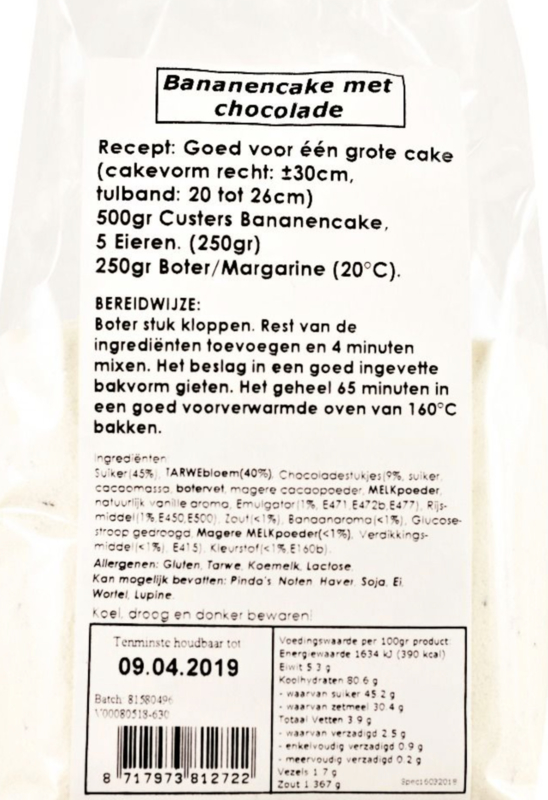 Bananencake met
chocolade
Recept: Goed voor één grote cake
(cakevorm recht: ±30cm,
tulband: 20 tot 26cm)
500gr Custers Bananencake,
5 Eieren. (250gr)
250gr Boter/Margarine (20°C).
BEREIDWIJZE:
Boter stuk kloppen. Rest van de
ingrediënten toevoegen en 4 minuten
mixen. Het beslag in een goed ingevette
bakvorm gieten. Het geheel 65 minuten in
een goed voorverwarmde oven van 160°C
bakken.
Ingrediënten:
Suiker(45%), TARWEbloem(40%), Chocoladestukjes(9%, suiker,
cacaomassa, botervet, magere cacaopoeder, MELKpoeder,
natuurlijk vanille aroma, Emulgator(1%, E471,E472b,E477), Rijs-
middel(1%,E450,E500), Zout(<1%), Banaanaroma(<1%), Glucose-
stroop gedroogd, Magere MELKpoeder(<1%), Verdikkings-
middel(<1%), E415), Kleurstof(<1%,E160b).
Allergenen: Gluten, Tarwe, Koemelk, Lactose.
Kan mogelijk bevatten: Pinda's, Noten, Haver, Soja, Ei,
Wortel, Lupine.
Koel, droog en donker bewaren!
Tenminste houdbaar tot
09.04.2019
Batch: 81580496
V00080518-630
8 717973 812722
Voedingswaarde per 100gr product:
Energiewaarde 1634 kJ (390 kcal)
Eiwit 5.3 g
Koolhydraten 80.6 g
- waarvan suiker 45.2 g
- waarvan zetmeel 30.4 g
Totaal Vetten 3.9 g
- waarvan verzadigd 2.5 g
- enkelvoudig verzadigd 0.9 g
- meervoudig verzadigd 0.2 g
Vezels 1.7 g
Zout 1.367 g
Spec16032018